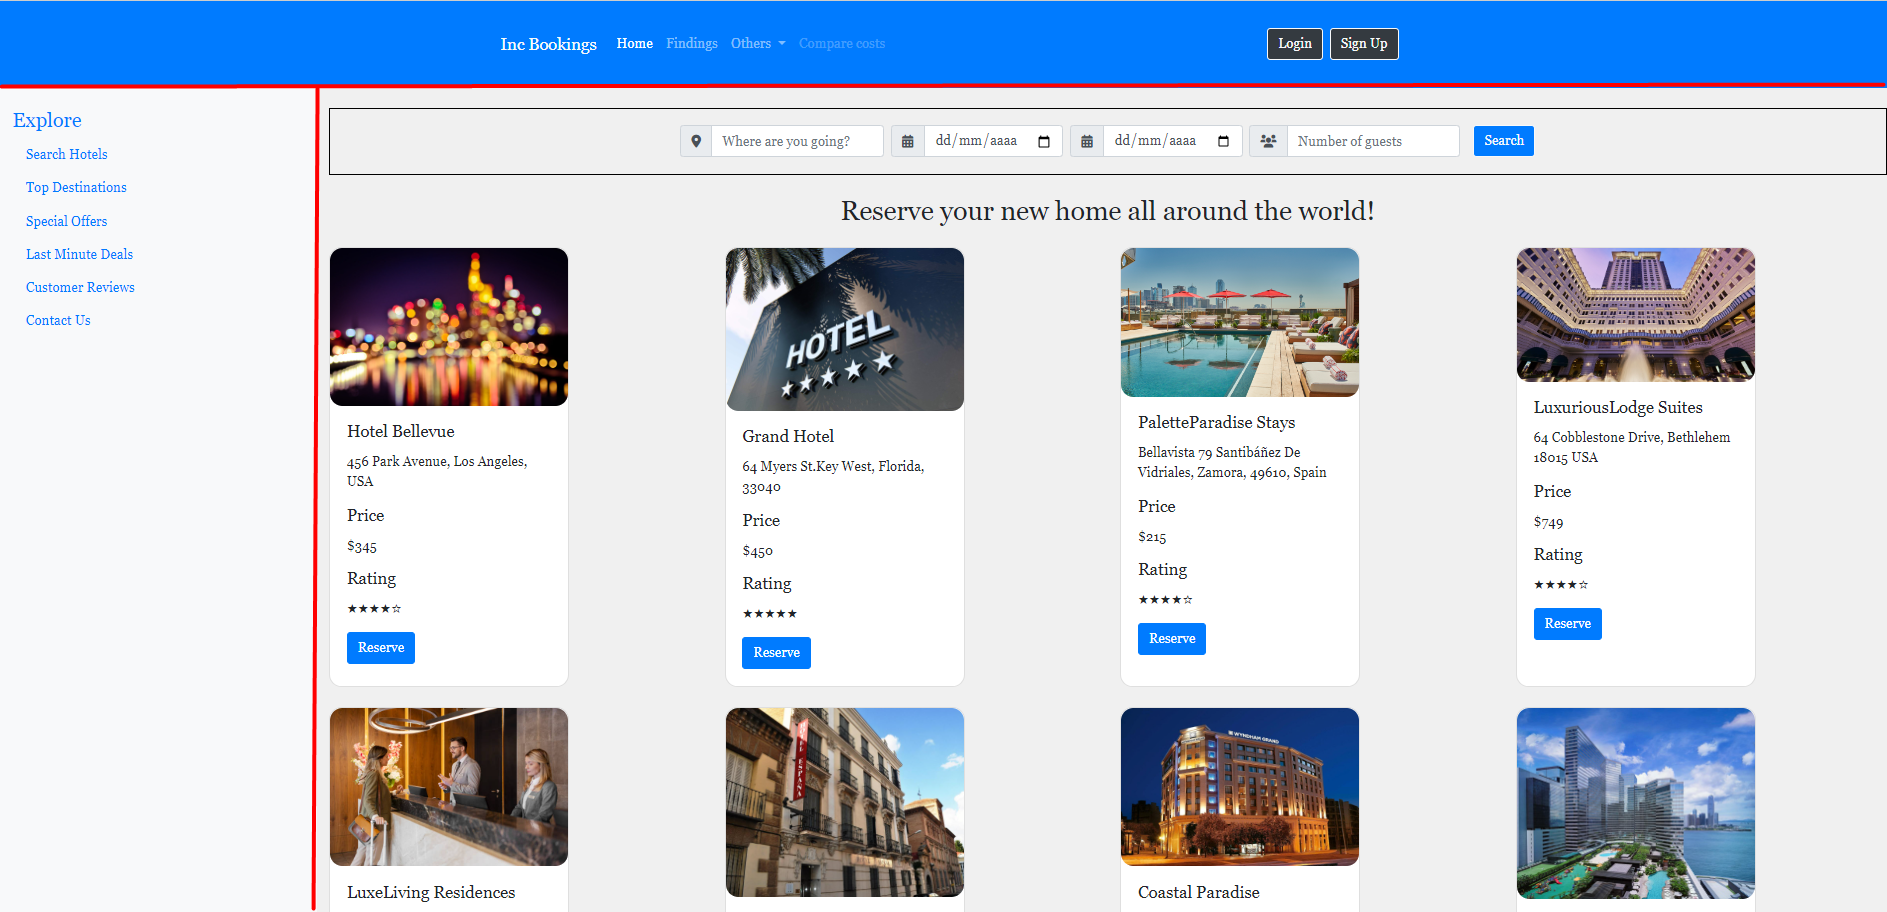 Inc Bookings Home Findings Others Compare costs Login Sign Up
Explore
Search Hotels
Top Destinations
Special Offers
Last Minute Deals
Customer Reviews
Contact Us
Where are you going? dd/mm/aaaa dd/mm/aaaa Number of guests Search
Reserve your new home all around the world!
Hotel Bellevue
456 Park Avenue, Los Angeles,
USA
Price
$345
Rating
★★★★☆
Reserve
HOTEL
★★★★★
Grand Hotel
64 Myers St.Key West, Florida,
33040
Price
$450
Rating
★★★★★
Reserve
PaletteParadise Stays
Bellavista 79 Santibáñez De
Vidriales, Zamora, 49610, Spain
Price
$215
Rating
★★★★☆
Reserve
LuxuriousLodge Suites
64 Cobblestone Drive, Bethlehem
18015 USA
Price
$749
Rating
★★★★☆
Reserve
LuxeLiving Residences
ESPAÑA
WYNDHAM GRAND
Coastal Paradise